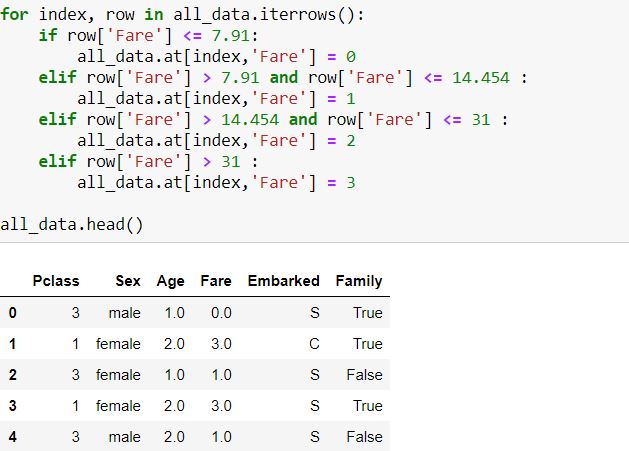 for index, row in all_data.iterrows():
    if row['Fare'] <= 7.91:
        all_data.at[index,'Fare'] = 0
    elif row['Fare'] > 7.91 and row['Fare'] <= 14.454 :
        all_data.at[index,'Fare'] = 1
    elif row['Fare'] > 14.454 and row['Fare'] <= 31 :
        all_data.at[index,'Fare'] = 2
    elif row['Fare'] > 31 :
        all_data.at[index,'Fare'] = 3
all_data.head()
Pclass Sex Age Fare Embarked Family
0 3 male 1.0 0.0 S True
1 1 female 2.0 3.0 C True
2 3 female 1.0 1.0 S False
3 1 female 2.0 3.0 S True
4 3 male 2.0 1.0 S False